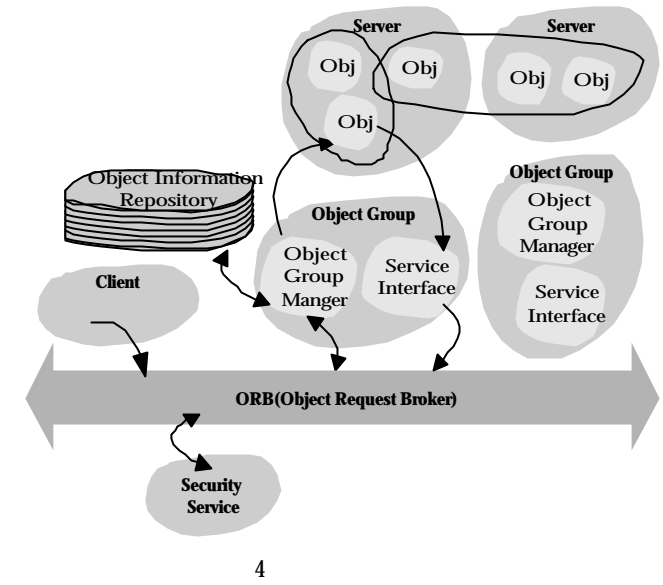 Server
Server
Obj
Obj
Obj
Obj
Obj
Object Information
Repository
Object Group
Object
Group
Manger
Service
Interface
Object Group
Object
Group
Manager
Service
Interface
Client
ORB(Object Request Broker)
Security
Service
4